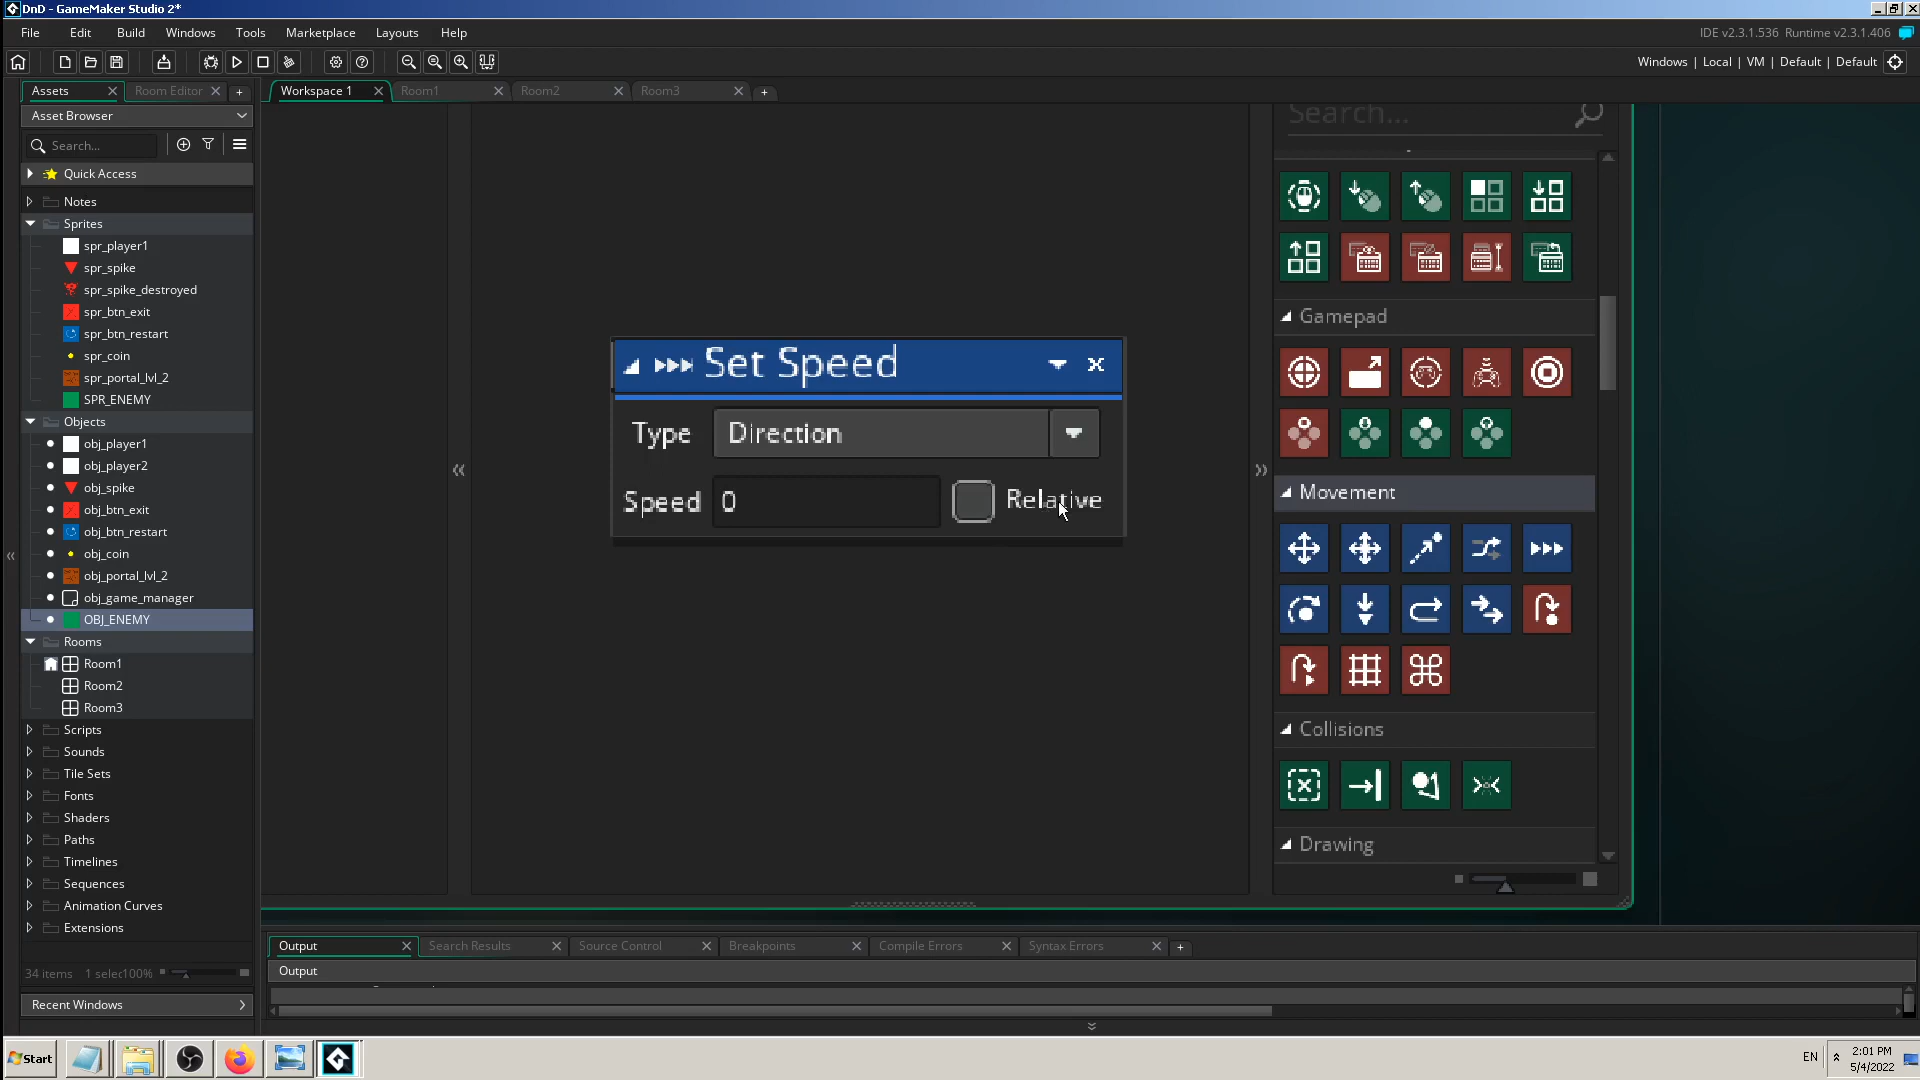 DnD - GameMaker Studio 2*
File Edit Build Windows Tools Marketplace Layouts Help
IDE v2.3.1.536 Runtime v2.3.1.406
Windows | Local | VM | Default | Default
Assets Room Editor
Workspace 1 Room1 Room2 Room3
Asset Browser
Search...
Search...
Quick Access
Notes
Sprites
spr_player1
spr_spike
spr_spike_destroyed
spr_btn_exit
spr_btn_restart
spr_coin
spr_portal_lvl_2
SPR_ENEMY
Objects
obj_player1
obj_player2
obj_spike
obj_btn_exit
obj_btn_restart
obj_coin
obj_portal_lvl_2
obj_game_manager
OBJ_ENEMY
Rooms
Room1
Room2
Room3
Scripts
Sounds
Tile Sets
Fonts
Shaders
Paths
Timelines
Sequences
Animation Curves
Extensions
34 items 1 selec100%
Recent Windows
Set Speed
Type Direction
Speed 0 Relative
Gamepad
Movement
Collisions
Drawing
Output Search Results Source Control Breakpoints Compile Errors Syntax Errors
Output
Start
EN
2:01 PM
5/4/2022